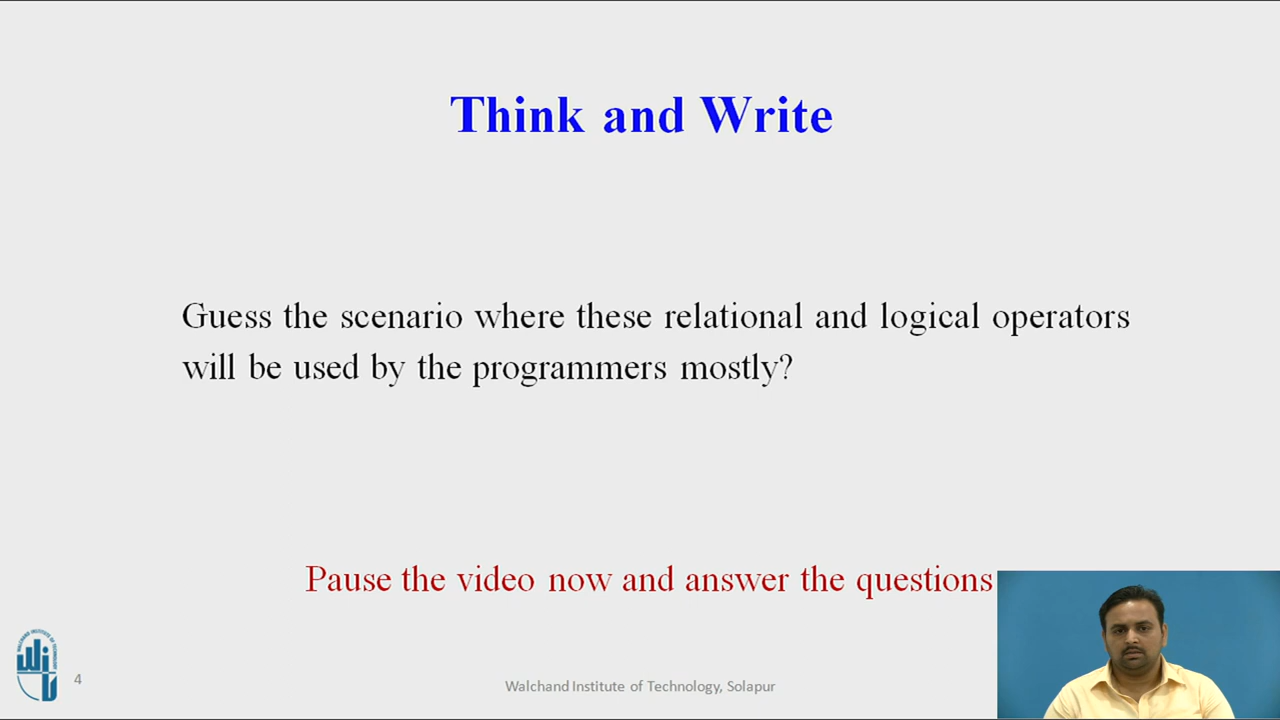 Think and Write
Guess the scenario where these relational and logical operators
will be used by the programmers mostly?
Pause the video now and answer the questions
4
Walchand Institute of Technology, Solapur